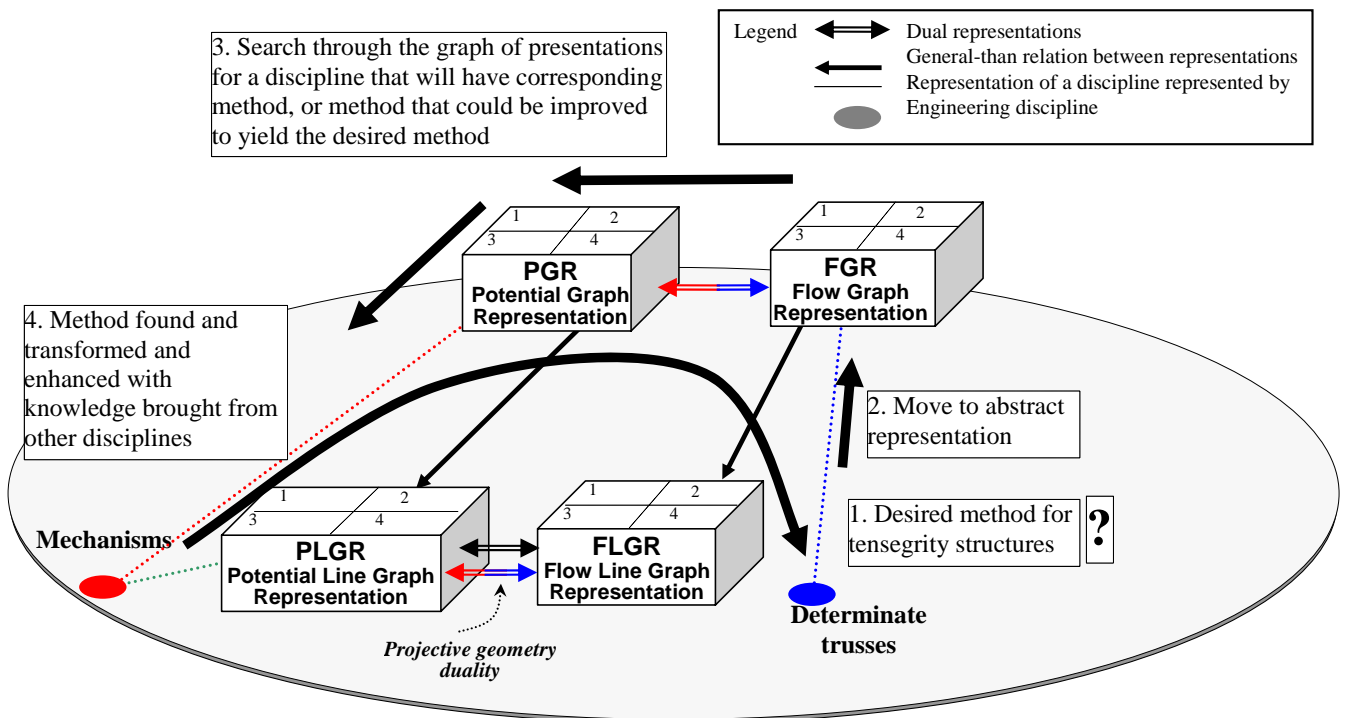 Legend
Dual representations
General-than relation between representations
Representation of a discipline represented by
Engineering discipline
3. Search through the graph of presentations
for a discipline that will have corresponding
method, or method that could be improved
to yield the desired method
1 2
3 4
PGR
Potential Graph
Representation
1 2
3 4
FGR
Flow Graph
Representation
4. Method found and
transformed and
enhanced with
knowledge brought from
other disciplines
2. Move to abstract
representation
1. Desired method for
tensegrity structures
?
Mechanisms
1 2
3 4
PLGR
Potential Line Graph
Representation
1 2
3 4
FLGR
Flow Line Graph
Representation
Projective geometry
duality
Determinate
trusses